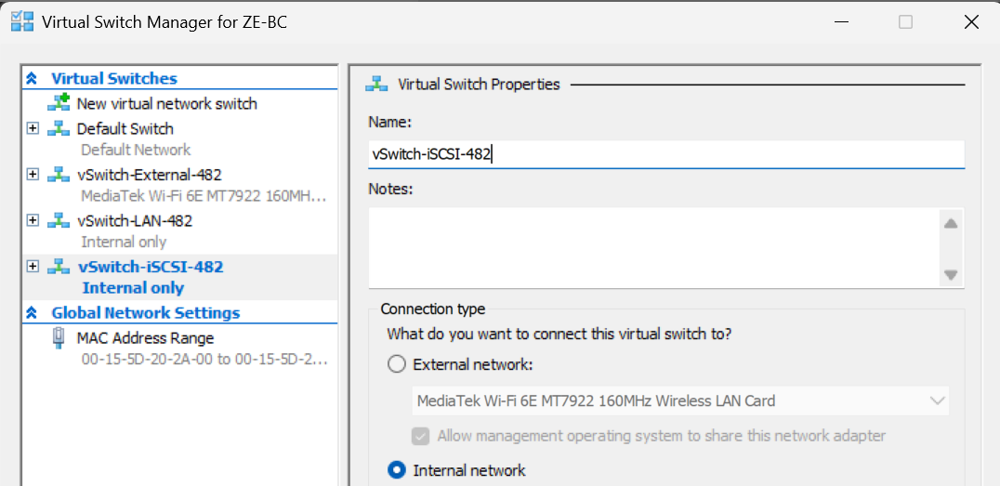 Virtual Switch Manager for ZE-BC
Virtual Switches
New virtual network switch
Default Switch
Default Network
vSwitch-External-482
MediaTek Wi-Fi 6E MT7922 160MH...
vSwitch-LAN-482
Internal only
vSwitch-iSCSI-482
Internal only
Global Network Settings
MAC Address Range
00-15-5D-20-2A-00 to 00-15-5D-2...
Virtual Switch Properties
Name:
vSwitch-iSCSI-482
Notes:
Connection type
What do you want to connect this virtual switch to?
External network:
MediaTek Wi-Fi 6E MT7922 160MHz Wireless LAN Card
Allow management operating system to share this network adapter
Internal network